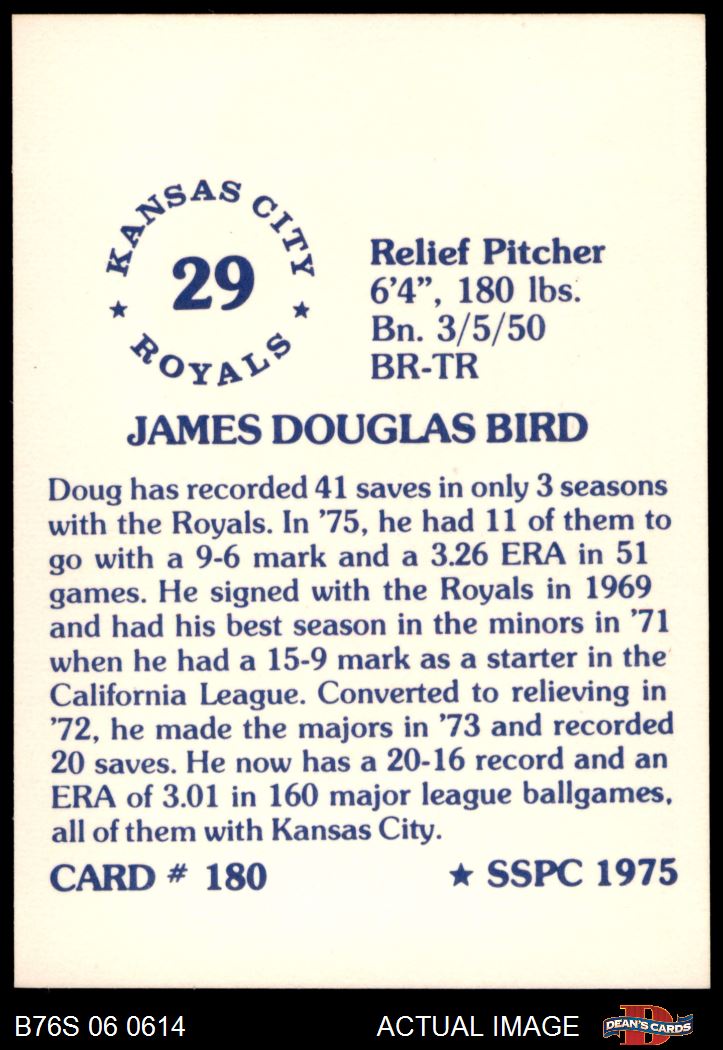 KANSAS CITY
29
★ ROYALS ★
Relief Pitcher
6'4”, 180 lbs.
Bn. 3/5/50
BR-TR
JAMES DOUGLAS BIRD
Doug has recorded 41 saves in only 3 seasons
with the Royals. In ’75, he had 11 of them to
go with a 9-6 mark and a 3.26 ERA in 51
games. He signed with the Royals in 1969
and had his best season in the minors in ’71
when he had a 15-9 mark as a starter in the
California League. Converted to relieving in
’72, he made the majors in ’73 and recorded
20 saves. He now has a 20-16 record and an
ERA of 3.01 in 160 major league ballgames,
all of them with Kansas City.
CARD # 180 ★ SSPC 1975
B76S 06 0614 ACTUAL IMAGE
D
DEAN'S CARDS